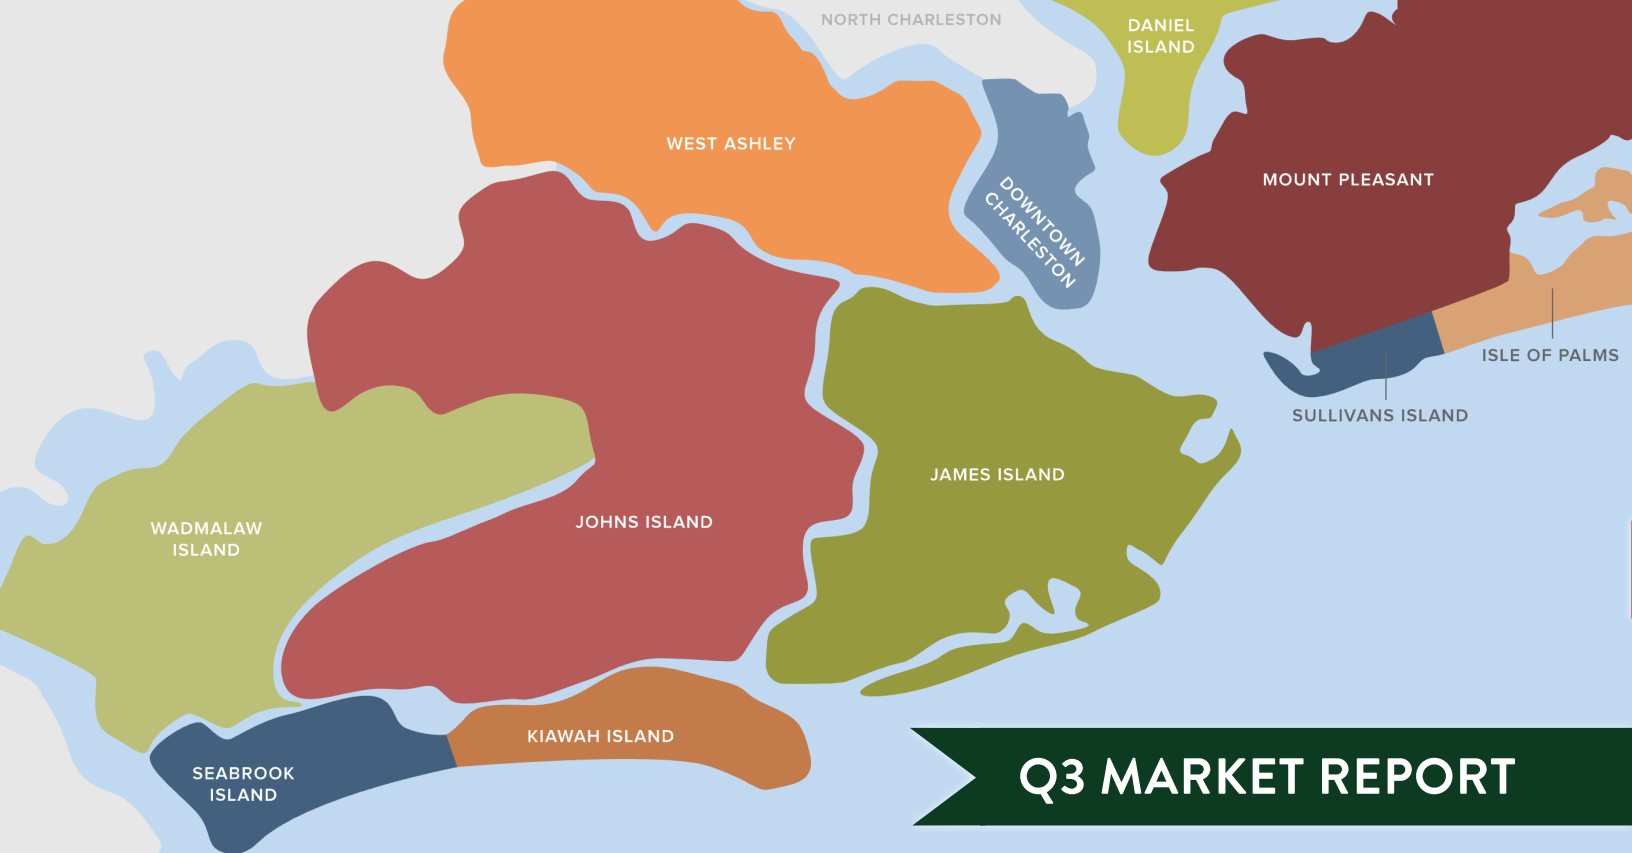 NORTH CHARLESTON
DANIEL
ISLAND
WEST ASHLEY
MOUNT PLEASANT
DOWNTOWN
CHARLESTON
ISLE OF PALMS
SULLIVANS ISLAND
JAMES ISLAND
JOHNS ISLAND
WADMALAW
ISLAND
KIAWAH ISLAND
SEABROOK
ISLAND
Q3 MARKET REPORT